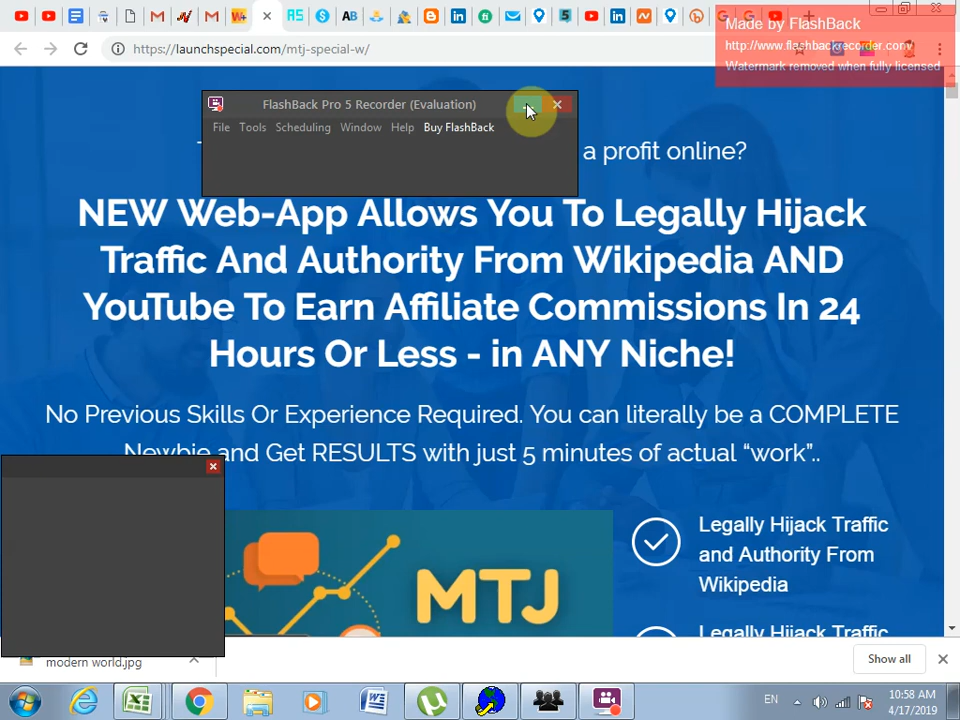 https://launchspecial.com/mtj-special-w/
Made by FlashBack
http://www.flashbackrecorder.com/
Watermark removed when fully licensed
FlashBack Pro 5 Recorder (Evaluation)
File Tools Scheduling Window Help Buy FlashBack
a profit online?
NEW Web-App Allows You To Legally Hijack
Traffic And Authority From Wikipedia AND
YouTube To Earn Affiliate Commissions In 24
Hours Or Less - in ANY Niche!
No Previous Skills Or Experience Required. You can literally be a COMPLETE
Newbie and Get RESULTS with just 5 minutes of actual “work”..
MTJ
Legally Hijack Traffic
and Authority From
Wikipedia
Legally Hijack Traffic
modern world.jpg
Show all
EN
10:58 AM
4/17/2019